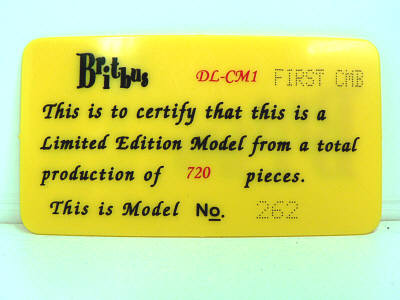 Britbus DL-CM1 FIRST CMB
This is to certify that this is a
Limited Edition Model from a total
production of 720 pieces.
This is Model No. 262